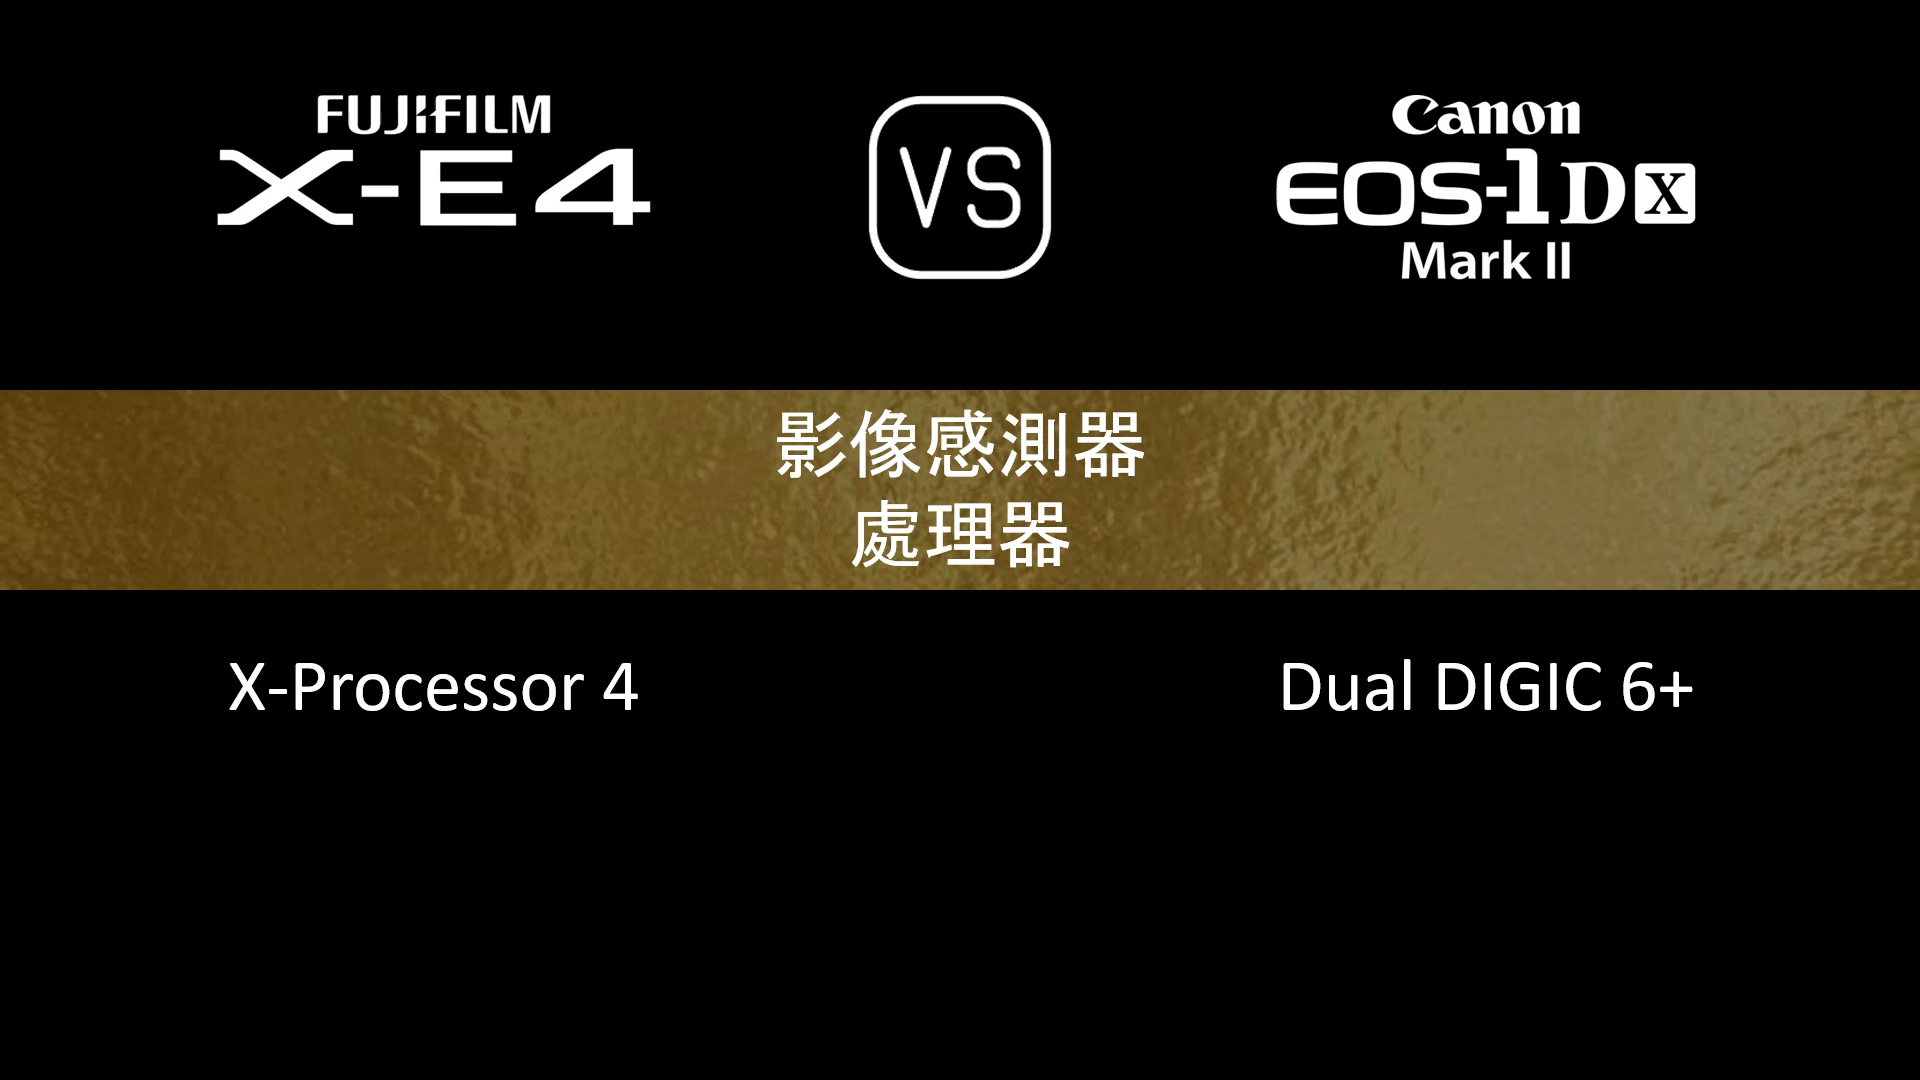 FUJIFILM
X-E4
VS
Canon
EOS-1DX
Mark II
影像感測器
處理器
X-Processor 4
Dual DIGIC 6+